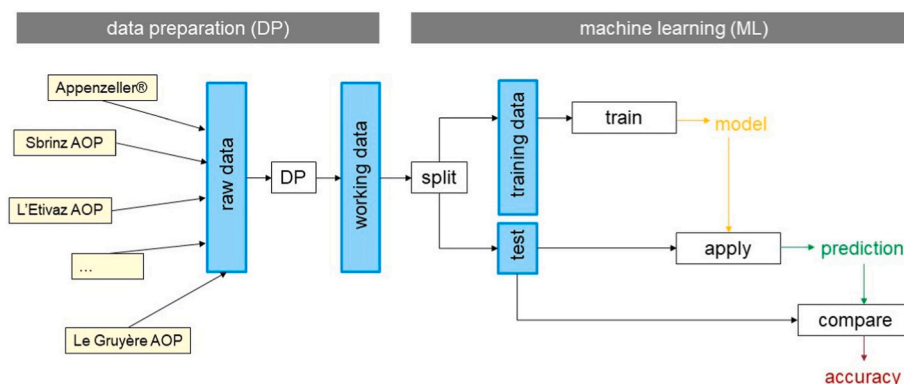 data preparation (DP)
machine learning (ML)
Appenzeller®
Sbrinz AOP
L'Etivaz AOP
...
Le Gruyère AOP
raw data
DP
working data
split
training data
train
model
test
apply
prediction
compare
accuracy